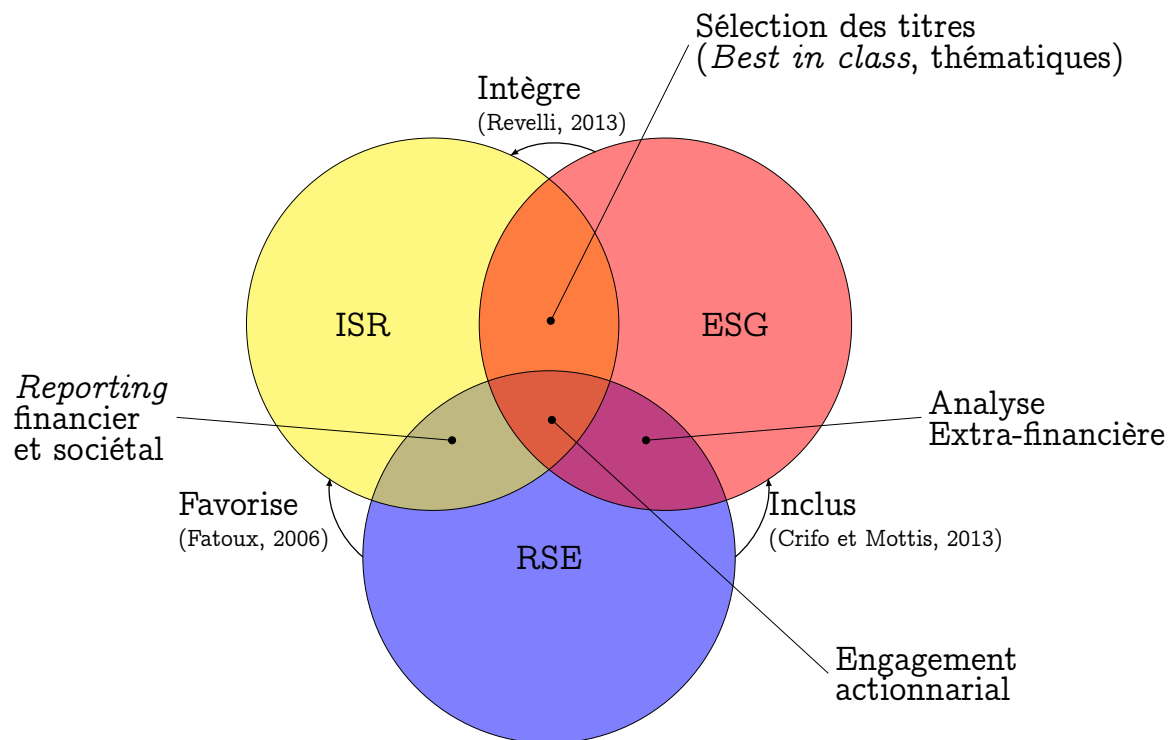 Sélection des titres
(Best in class, thématiques)
Intègre
(Revelli, 2013)
ISR
ESG
Reporting
financier
et sociétal
Analyse
Extra-financière
Favorise
(Fatoux, 2006)
Inclus
(Crifo et Mottis, 2013)
RSE
Engagement
actionnarial